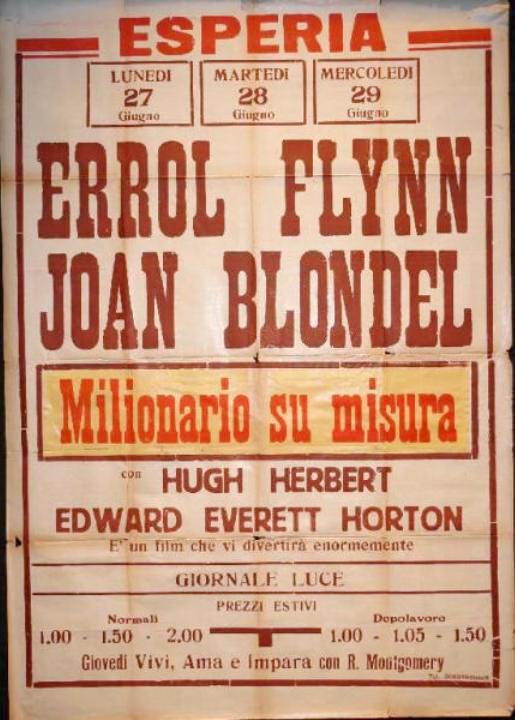 ESPERIA
LUNEDI MARTEDI MERCOLEDI
27 28 29
Giugno Giugno Giugno
ERROL FLYNN
JOAN BLONDEL
Milionario su misura
con HUGH HERBERT
EDWARD EVERETT HORTON
E' un film che vi divertirà enormemente
GIORNALE LUCE
PREZZI ESTIVI
Normali Dopolavoro
1.00 - 1.50 - 2.00 1.00 - 1.05 - 1.50
Giovedì Vivi, Ama e Impara con R. Montgomery